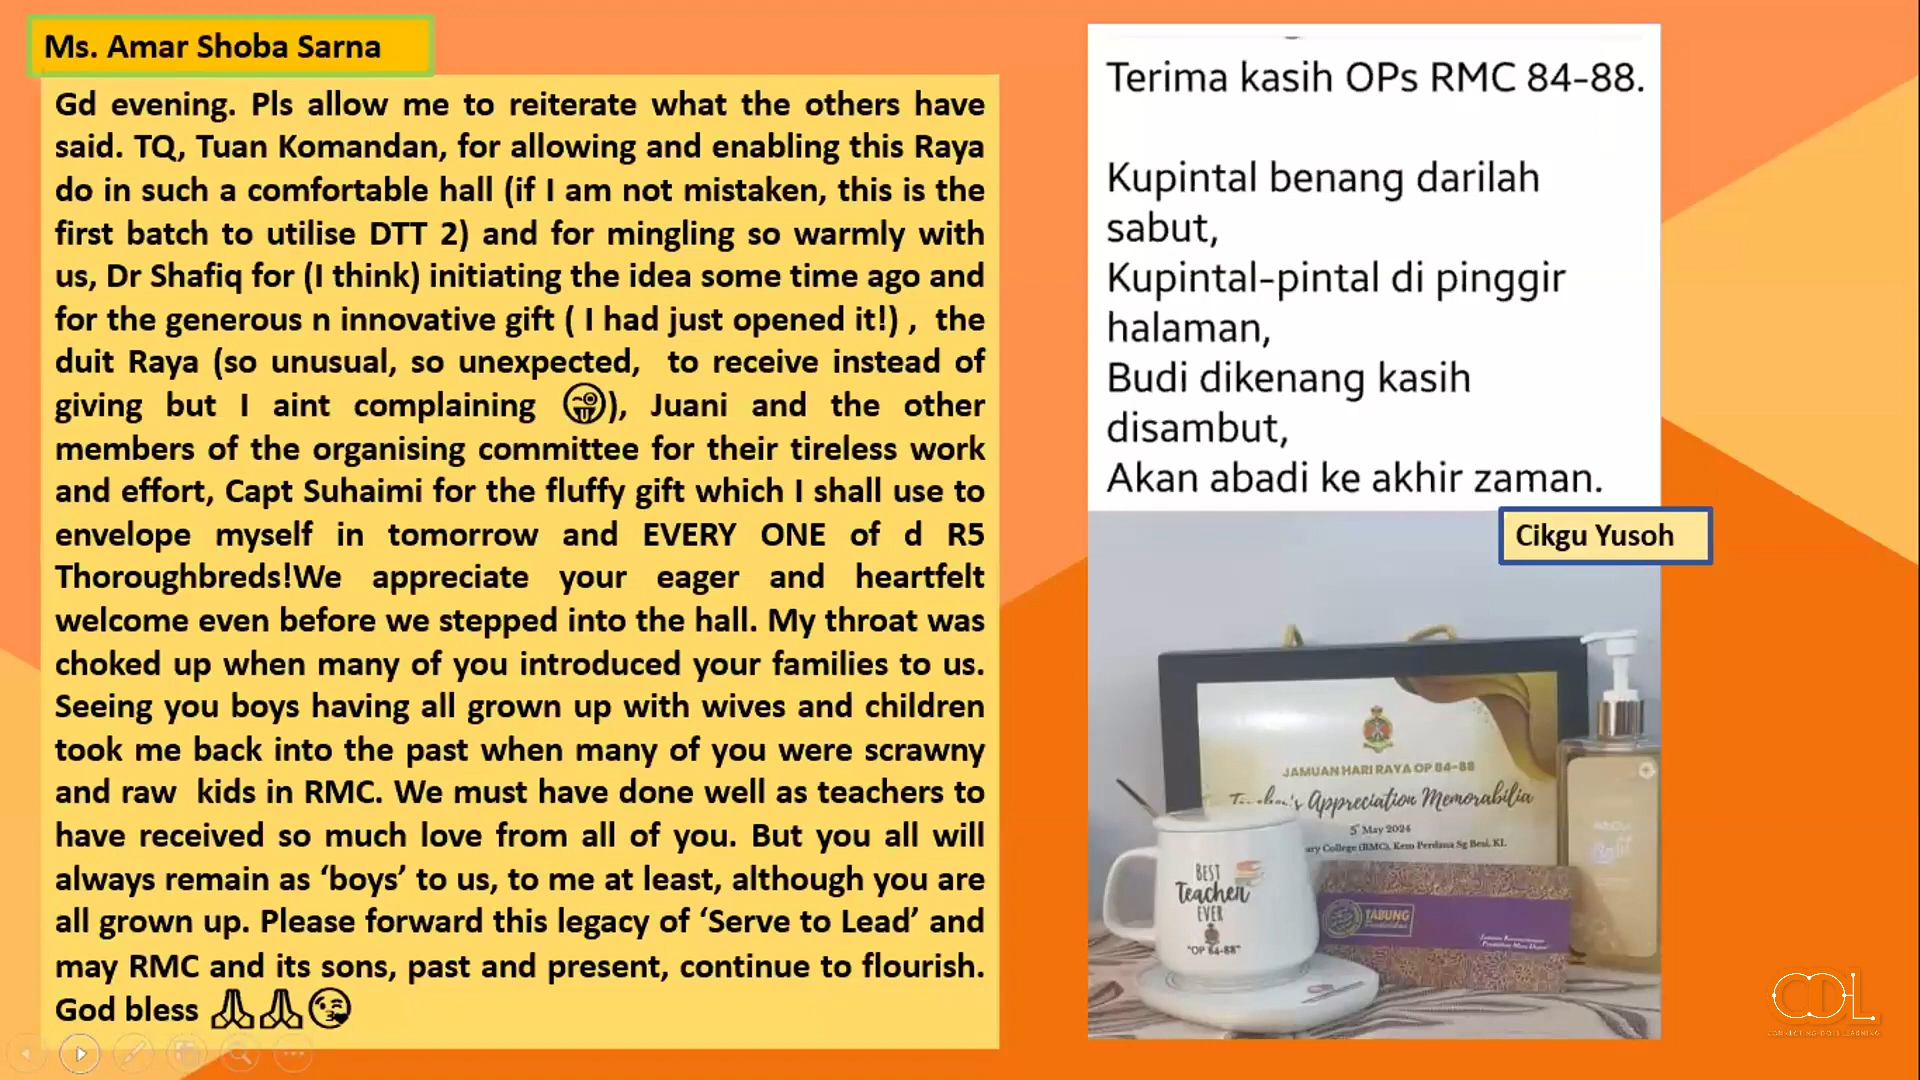 Ms. Amar Shoba Sarna
Gd evening. Pls allow me to reiterate what the others have
said. TQ, Tuan Komandan, for allowing and enabling this Raya
do in such a comfortable hall (if I am not mistaken, this is the
first batch to utilise DTT 2) and for mingling so warmly with
us, Dr Shafiq for (I think) initiating the idea some time ago and
for the generous n innovative gift ( I had just opened it!) , the
duit Raya (so unusual, so unexpected, to receive instead of
giving but I aint complaining 😜), Juani and the other
members of the organising committee for their tireless work
and effort, Capt Suhaimi for the fluffy gift which I shall use to
envelope myself in tomorrow and EVERY ONE of d R5
Thoroughbreds!We appreciate your eager and heartfelt
welcome even before we stepped into the hall. My throat was
choked up when many of you introduced your families to us.
Seeing you boys having all grown up with wives and children
took me back into the past when many of you were scrawny
and raw kids in RMC. We must have done well as teachers to
have received so much love from all of you. But you all will
always remain as ‘boys’ to us, to me at least, although you are
all grown up. Please forward this legacy of ‘Serve to Lead’ and
may RMC and its sons, past and present, continue to flourish.
God bless 🙏🙏😘
Terima kasih OPs RMC 84-88.
Kupintal benang darilah
sabut,
Kupintal-pintal di pinggir
halaman,
Budi dikenang kasih
disambut,
Akan abadi ke akhir zaman.
Cikgu Yusoh
JAMUAN HARI RAYA OP 84-88
Teacher's Appreciation Memorabilia
5 May 2024
College (RMC), Kem Perdana Sg Besi, KL
BEST
Teacher
EVER
"OP 84-88"
TABUNG
CDL